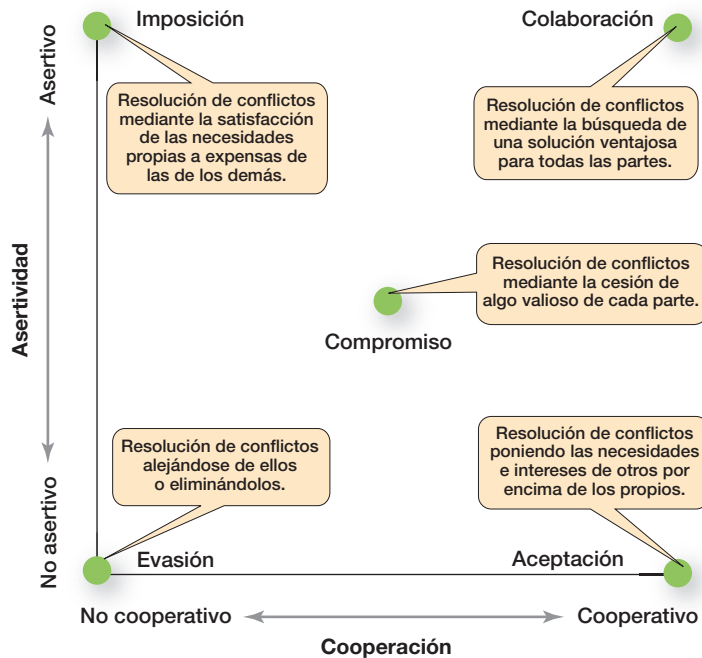 Imposición
Colaboración
Asertivo
Resolución de conflictos
mediante la satisfacción
de las necesidades
propias a expensas de
las de los demás.
Resolución de conflictos
mediante la búsqueda de
una solución ventajosa
para todas las partes.
Asertividad
Resolución de conflictos
mediante la cesión de
algo valioso de cada parte.
Compromiso
Resolución de conflictos
alejándose de ellos
o eliminándolos.
Resolución de conflictos
poniendo las necesidades
e intereses de otros por
encima de los propios.
No asertivo
Evasión
Aceptación
No cooperativo
Cooperativo
Cooperación